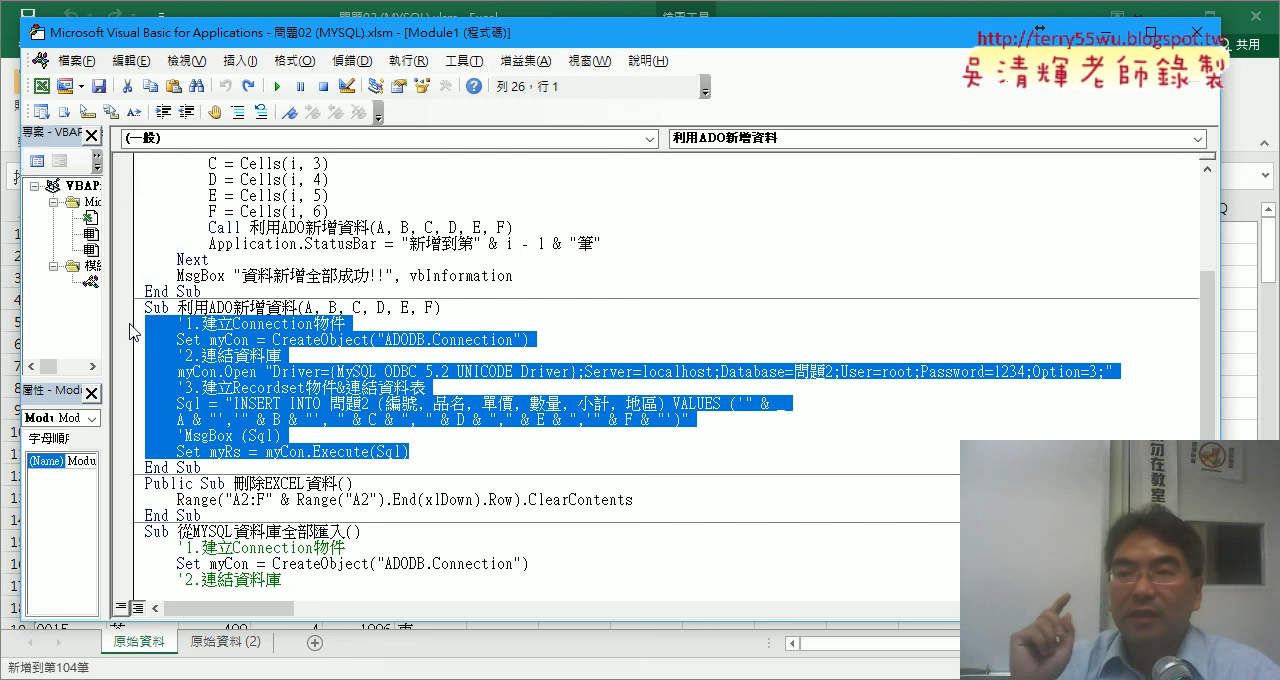 Microsoft Visual Basic for Applications - 問題02 (MYSQL).xlsm - [Module1 (程式碼)]
http://terry55wu.blogspot.tw
吳清輝老師錄製
共用
檔案(F) 編輯(E) 檢視(V) 插入(I) 格式(O) 偵錯(D) 執行(R) 工具(T) 增益集(A) 視窗(W) 說明(H)
列 26，行 1
專案 - VBAP
(一般)
利用ADO新增資料
C = Cells(i, 3)
D = Cells(i, 4)
E = Cells(i, 5)
F = Cells(i, 6)
Call 利用ADO新增資料(A, B, C, D, E, F)
Application.StatusBar = "新增到第" & i - 1 & "筆"
Next
MsgBox "資料新增全部成功!!", vbInformation
End Sub
Sub 利用ADO新增資料(A, B, C, D, E, F)
'1.建立Connection物件
Set myCon = CreateObject("ADODB.Connection")
'2.連結資料庫
myCon.Open "Driver={MySQL ODBC 5.2 UNICODE Driver};Server=localhost;Database=問題2;User=root;Password=1234;Option=3;"
'3.建立Recordset物件&連結資料表
Sql = "INSERT INTO 問題2 (編號, 品名, 單價, 數量, 小計, 地區) VALUES ('" & _
A & "','" & B & "', " & C & ", " & D & "," & E & ",'" & F & "')"
'MsgBox (Sql)
Set myRs = myCon.Execute(Sql)
End Sub
Public Sub 刪除EXCEL資料()
Range("A2:F" & Range("A2").End(xlDown).Row).ClearContents
End Sub
Sub 從MYSQL資料庫全部匯入()
'1.建立Connection物件
Set myCon = CreateObject("ADODB.Connection")
'2.連結資料庫
VBAP
Mic
模組
屬性 - Modu
Modu Mod
字母順序
(Name) Modu
勿在教室
原始資料
原始資料 (2)
新增到第104筆